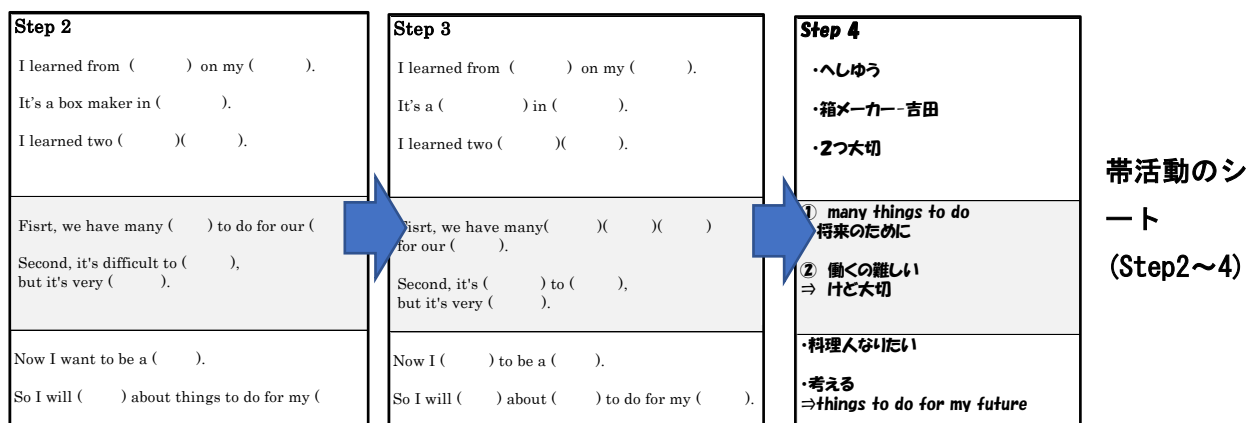 Step 2
I learned from (      ) on my (      ).
It's a box maker in (      ).
I learned two (      )(      ).
Fisrt, we have many (      ) to do for our (
Second, it's difficult to (      ),
but it's very (      ).
Now I want to be a (      ).
So I will (      ) about things to do for my (
Step 3
I learned from (      ) on my (      ).
It's a (      ) in (      ).
I learned two (      )(      ).
Fisrt, we have many(      )(      )(      )
for our (      ).
Second, it's (      ) to (      ),
but it's very (      ).
Now I (      ) to be a (      ).
So I will (      ) about (      ) to do for my (      ).
Step 4
・へしゆう
・箱メーカー-吉田
・2つ大切
① many things to do
将来のために
② 働くの難しい
⇒ けど大切
・料理人なりたい
・考える
⇒things to do for my future
帯活動のシ
ート
(Step2～4)